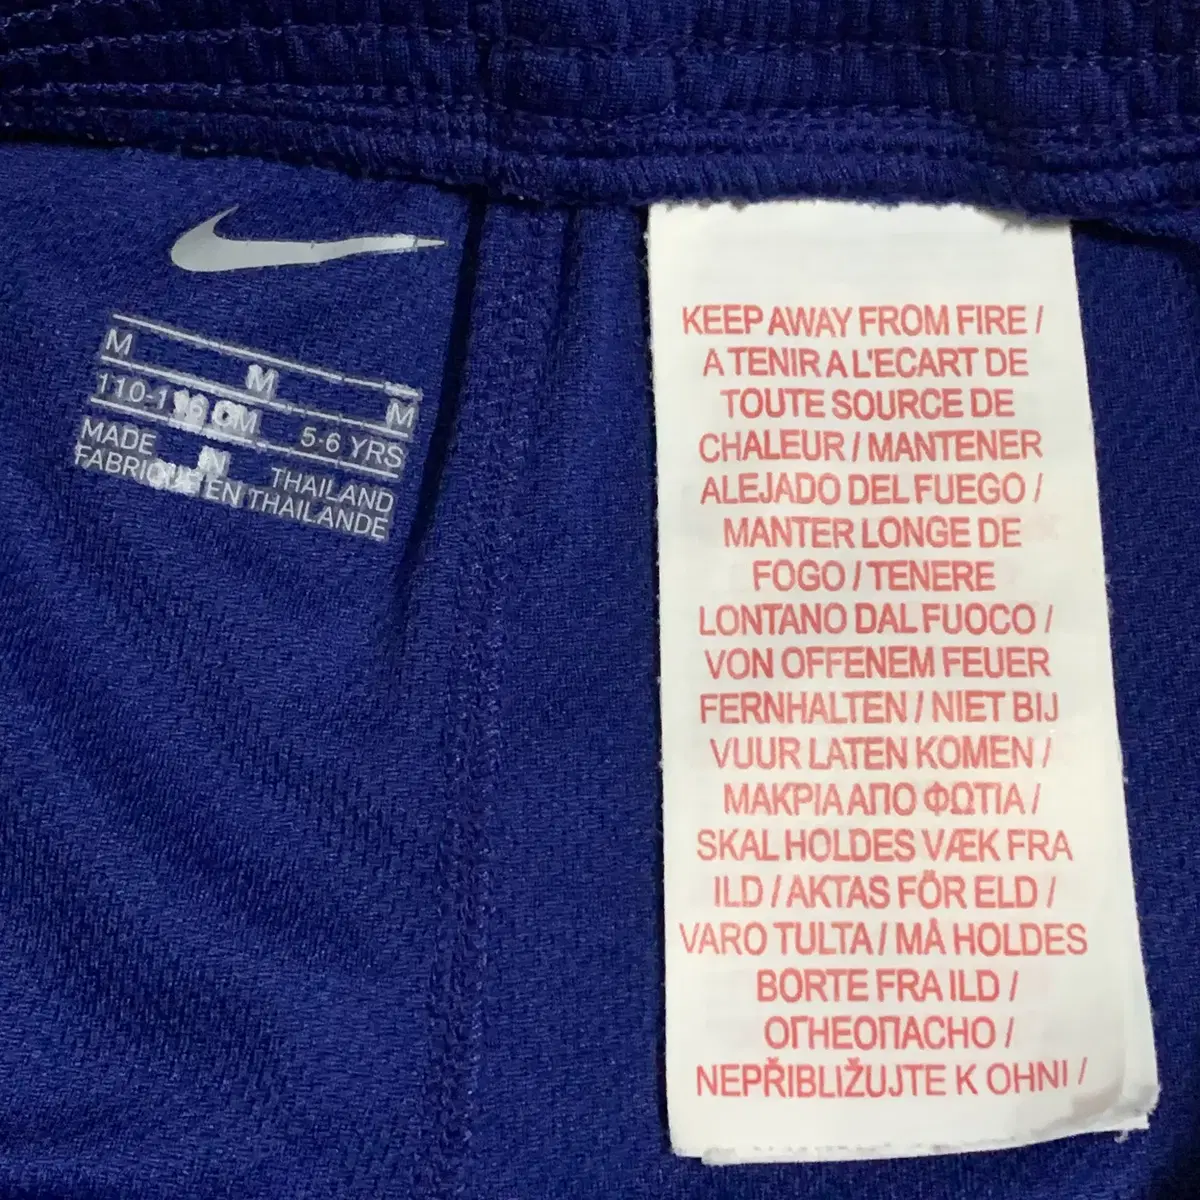 M
M
M
110-116 CM
5-6 YRS
MADE IN THAILAND
FABRIQUE EN THAILANDE
KEEP AWAY FROM FIRE /
A TENIR A L'ECART DE
TOUTE SOURCE DE
CHALEUR / MANTENER
ALEJADO DEL FUEGO /
MANTER LONGE DE
FOGO / TENERE
LONTANO DAL FUOCO /
VON OFFENEM FEUER
FERNHALTEN / NIET BIJ
VUUR LATEN KOMEN /
ΜΑΚΡΙΑ ΑΠΟ ΦΩΤΙΑ /
SKAL HOLDES VÆK FRA
ILD / AKTAS FÖR ELD /
VARO TULTA / MÅ HOLDES
BORTE FRA ILD /
ОГНЕОПАСНО /
NEPŘIBLIŽUJTE K OHNI /